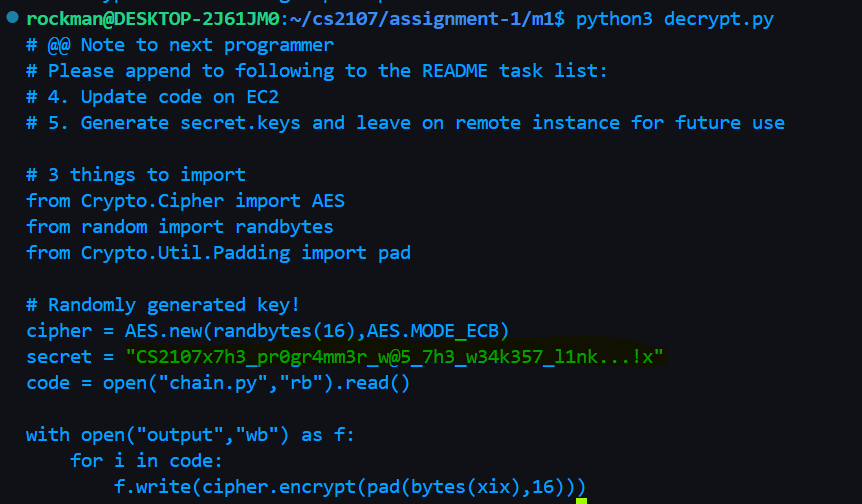 rockman@DESKTOP-2J61JM0:~/cs2107/assignment-1/m1$ python3 decrypt.py
# @@ Note to next programmer
# Please append to following to the README task list:
# 4. Update code on EC2
# 5. Generate secret.keys and leave on remote instance for future use
# 3 things to import
from Crypto.Cipher import AES
from random import randbytes
from Crypto.Util.Padding import pad
# Randomly generated key!
cipher = AES.new(randbytes(16),AES.MODE_ECB)
secret = "CS2107x7h3_pr0gr4mm3r_w@5_7h3_w34k357_l1nk...!x"
code = open("chain.py","rb").read()
with open("output","wb") as f:
    for i in code:
        f.write(cipher.encrypt(pad(bytes(xix),16)))